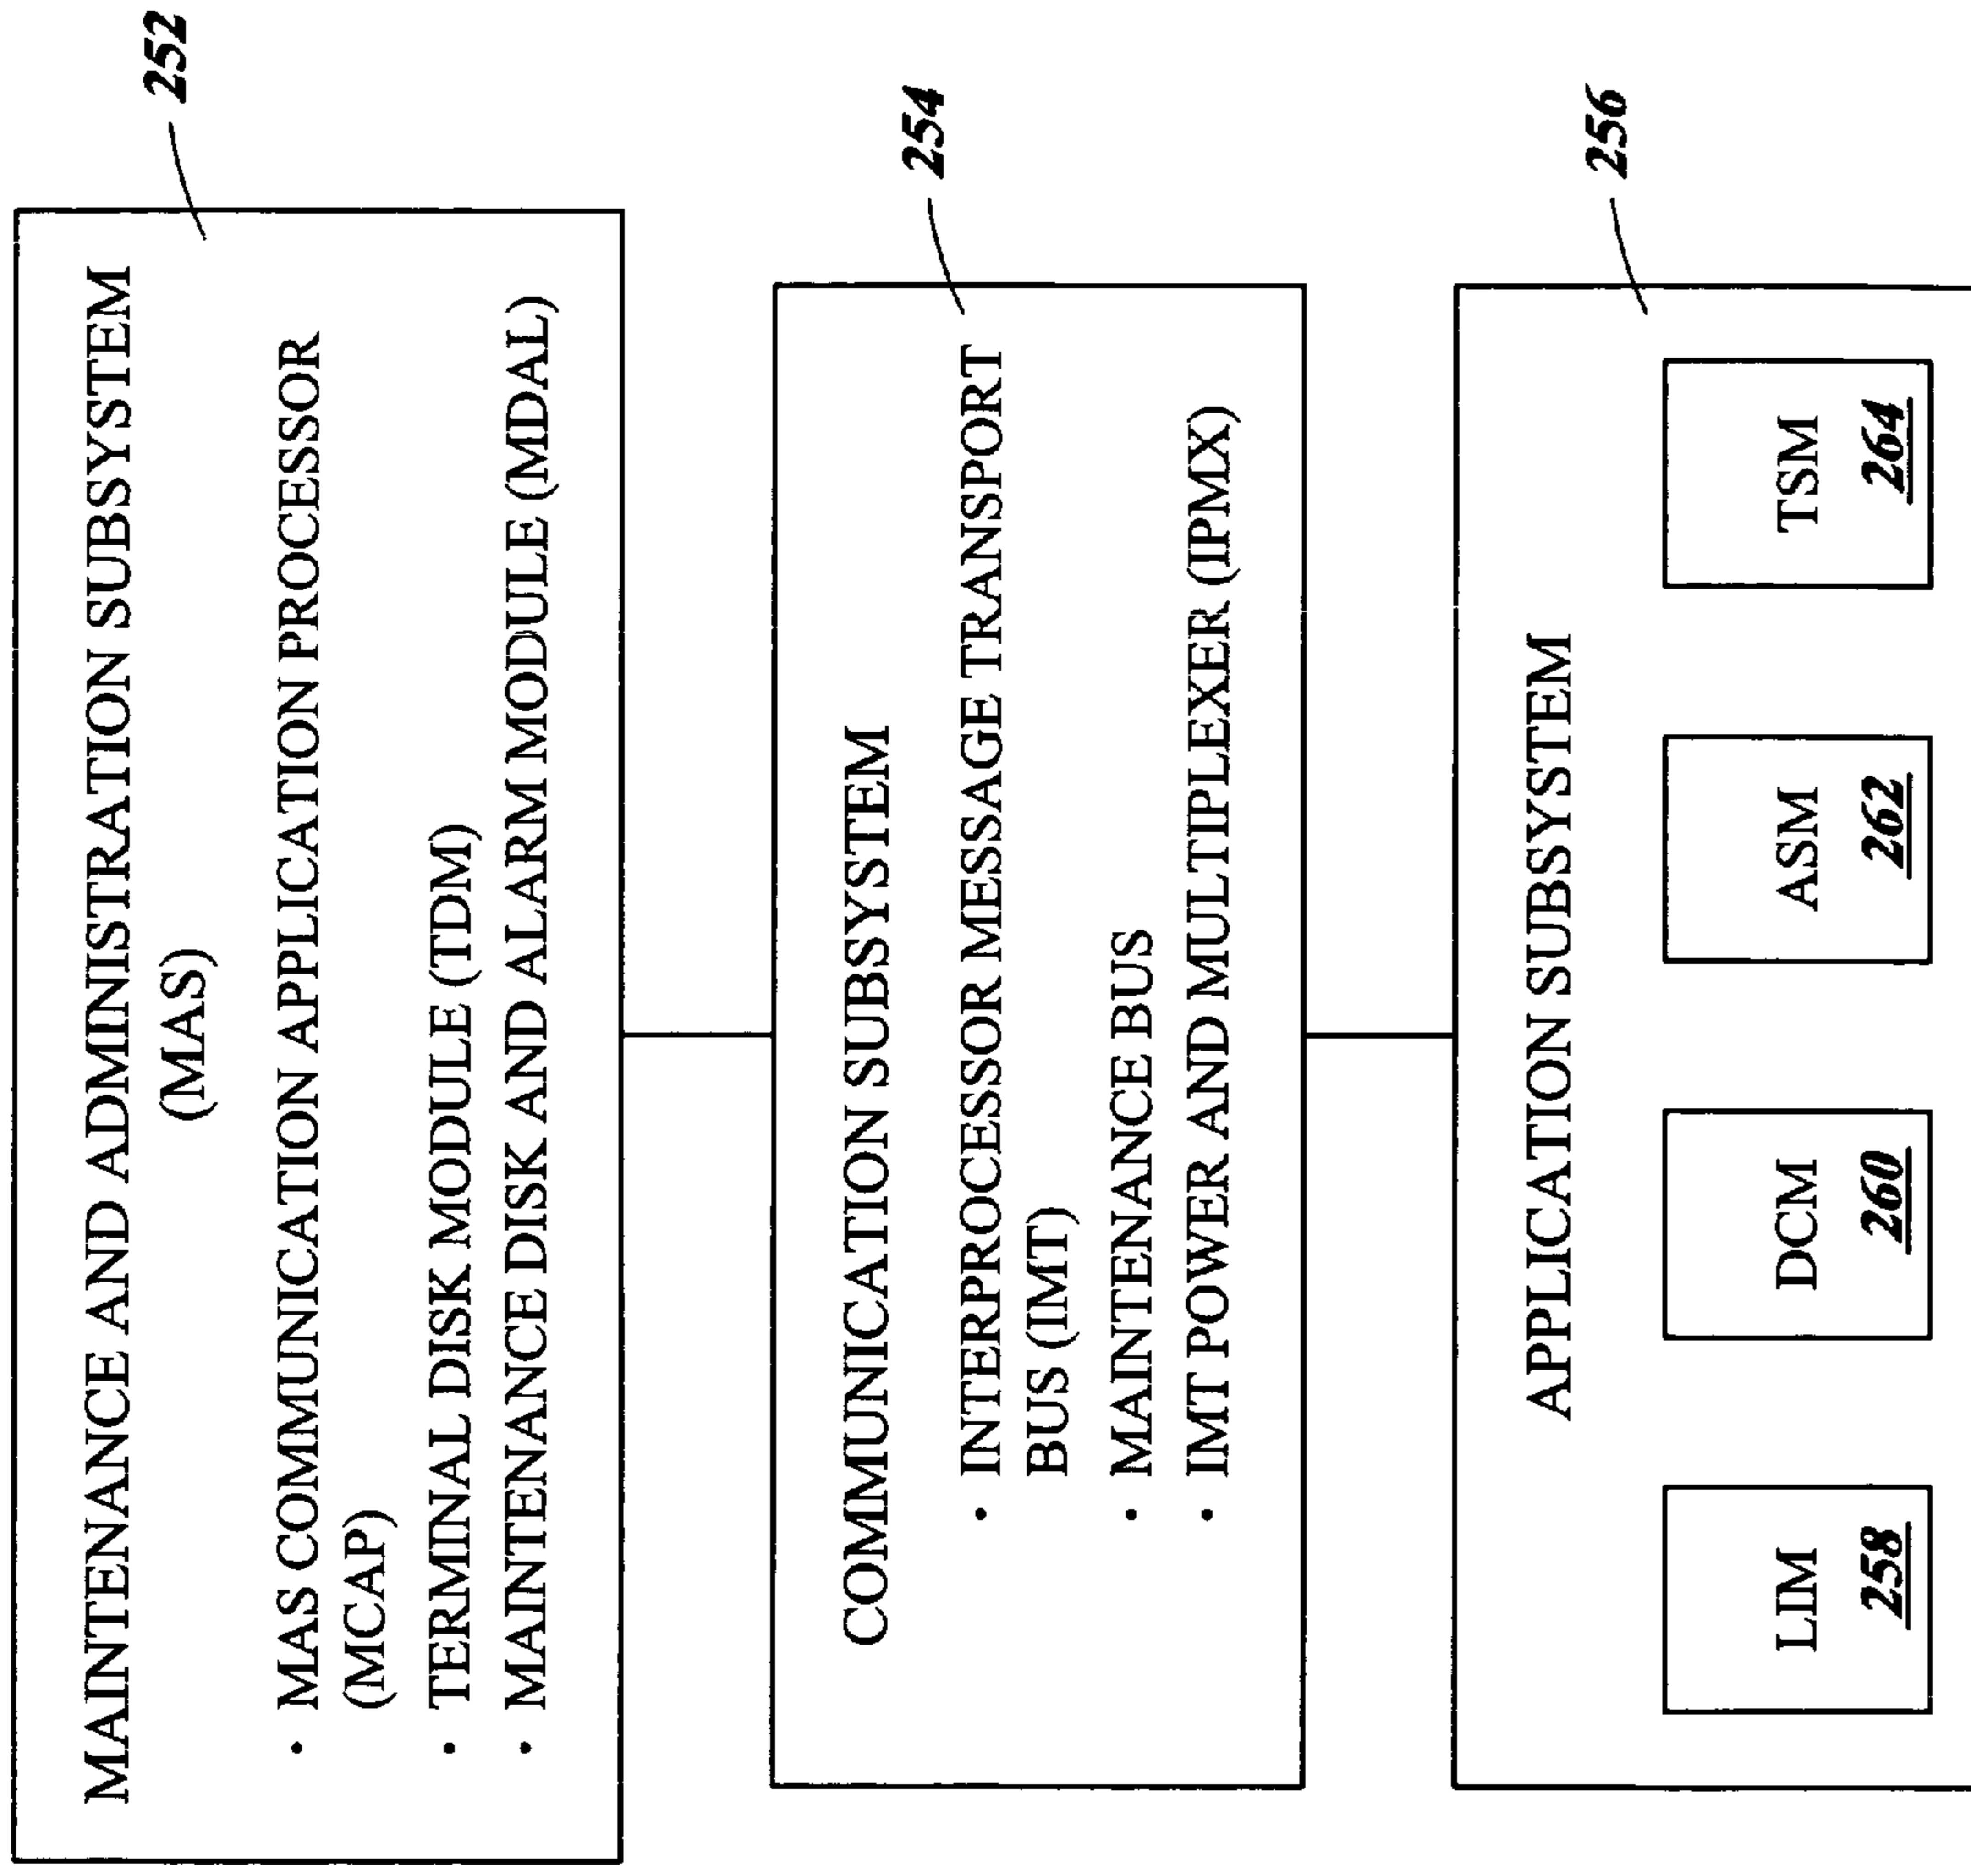 252
MAINTENANCE AND ADMINISTRATION SUBSYSTEM
(MAS)
• MAS COMMUNICATION APPLICATION PROCESSOR
(MCAP)
• TERMINAL DISK MODULE (TDM)
• MAINTENANCE DISK AND ALARM MODULE (MDAL)
254
COMMUNICATION SUBSYSTEM
• INTERPROCESSOR MESSAGE TRANSPORT
BUS (IMT)
• MAINTENANCE BUS
• IMT POWER AND MULTIPLEXER (IPMX)
256
APPLICATION SUBSYSTEM
LIM
258
DCM
260
ASM
262
TSM
264